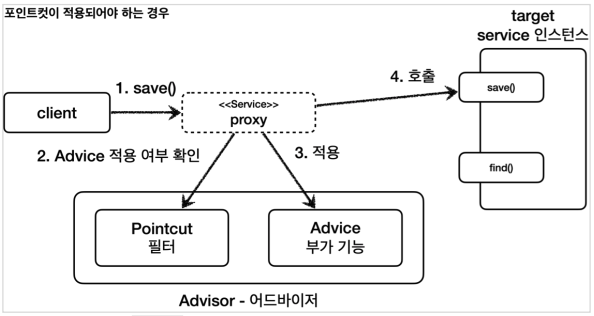 포인트컷이 적용되어야 하는 경우
target
service 인스턴스
1. save()
4. 호출
client
<<Service>>
proxy
save()
2. Advice 적용 여부 확인
3. 적용
find()
Pointcut
필터
Advice
부가 기능
Advisor - 어드바이저